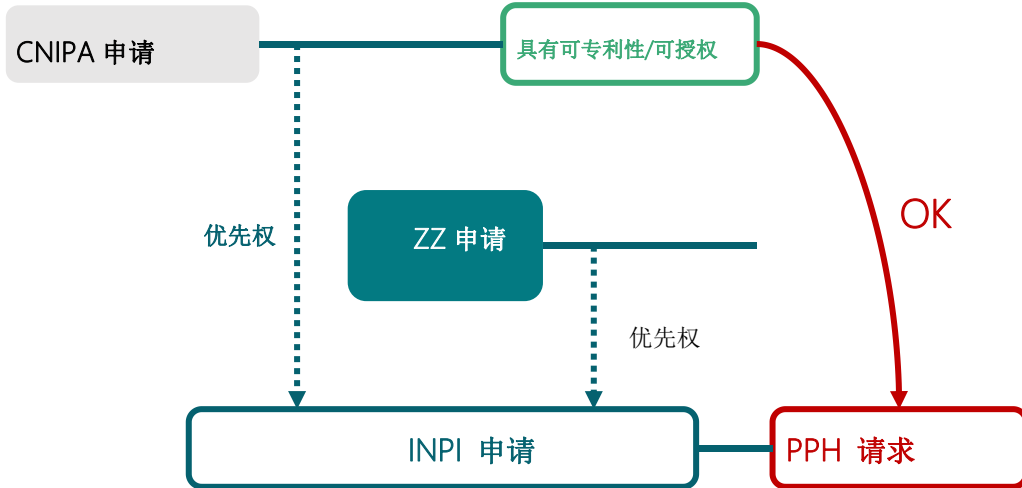 CNIPA 申请
具有可专利性/可授权
优先权
ZZ 申请
OK
优先权
INPI 申请
PPH 请求